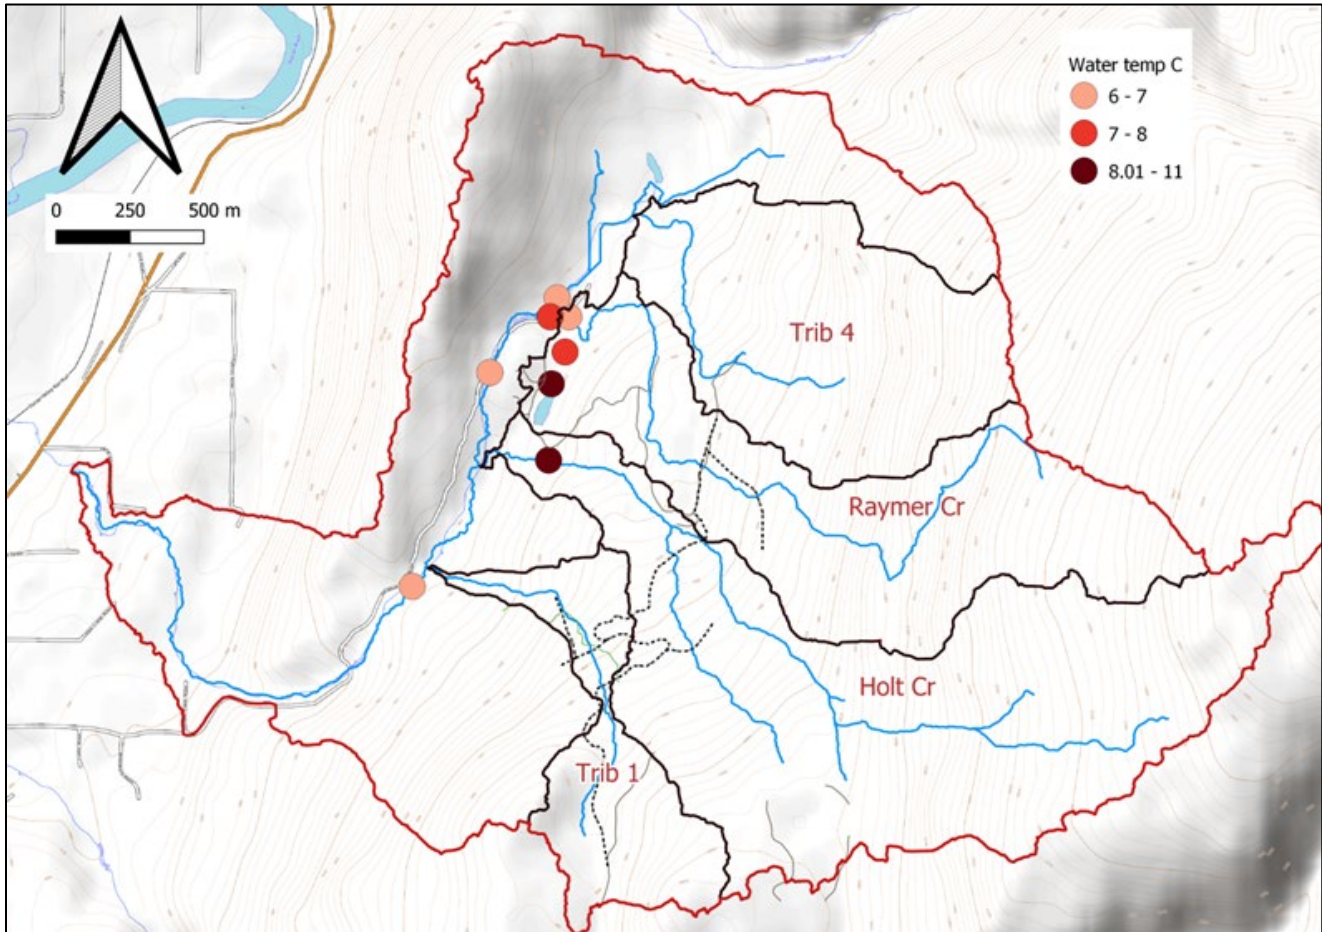 Water temp C
6 - 7
7 - 8
8.01 - 11
0 250 500 m
Trib 4
Raymer Cr
Holt Cr
Trib 1